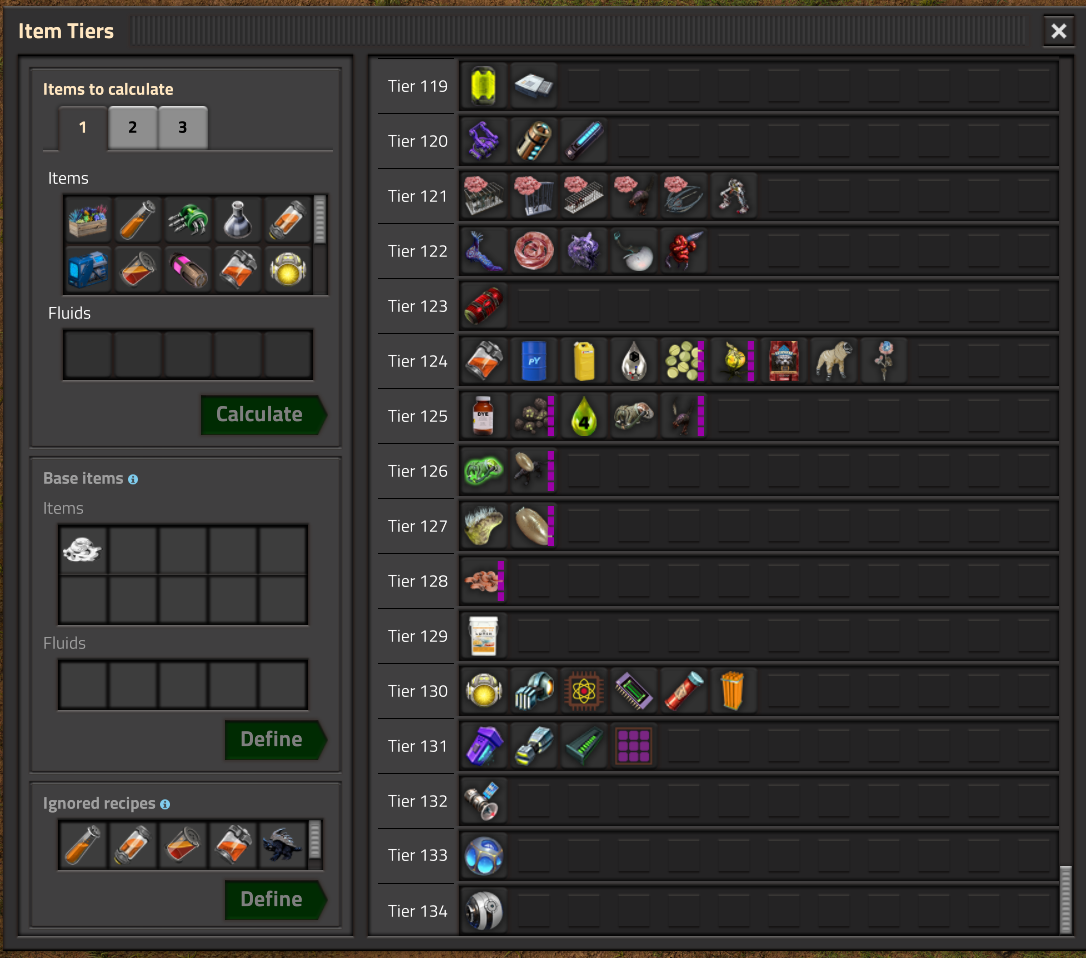 Item Tiers
Items to calculate
1 2 3
Items
Fluids
Calculate
Base items
Items
Fluids
Define
Ignored recipes
Define
Tier 119
Tier 120
Tier 121
Tier 122
Tier 123
Tier 124
PY
Tier 125
DYE
4
Tier 126
Tier 127
Tier 128
Tier 129
Tier 130
Tier 131
Tier 132
Tier 133
Tier 134